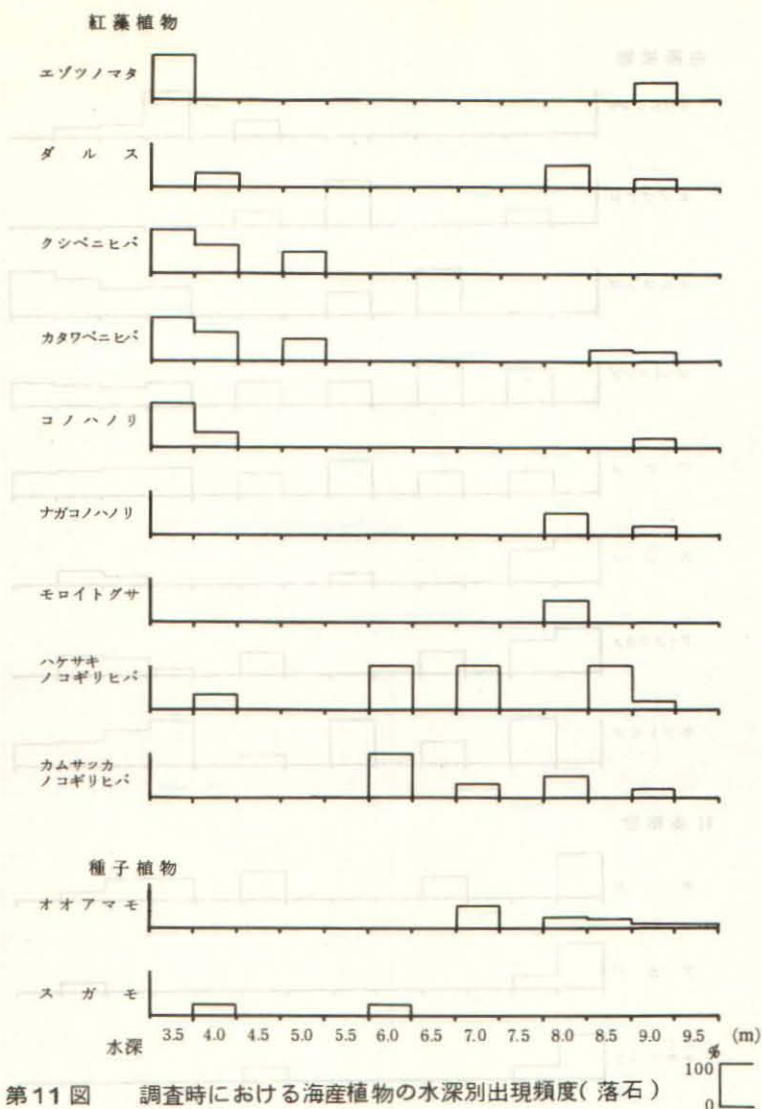 紅藻植物
エゾツノマタ
ダルス
クシベニヒバ
カタワベニヒバ
コノハノリ
ナガコノハノリ
モロイトグサ
ハケサキ
ノコギリヒバ
カムサッカ
ノコギリヒバ
種子植物
オオアマモ
スガモ
水深 3.5 4.0 4.5 5.0 5.5 6.0 6.5 7.0 7.5 8.0 8.5 9.0 9.5 (m)
%
100
0
第11図 調査時における海産植物の水深別出現頻度(落石)